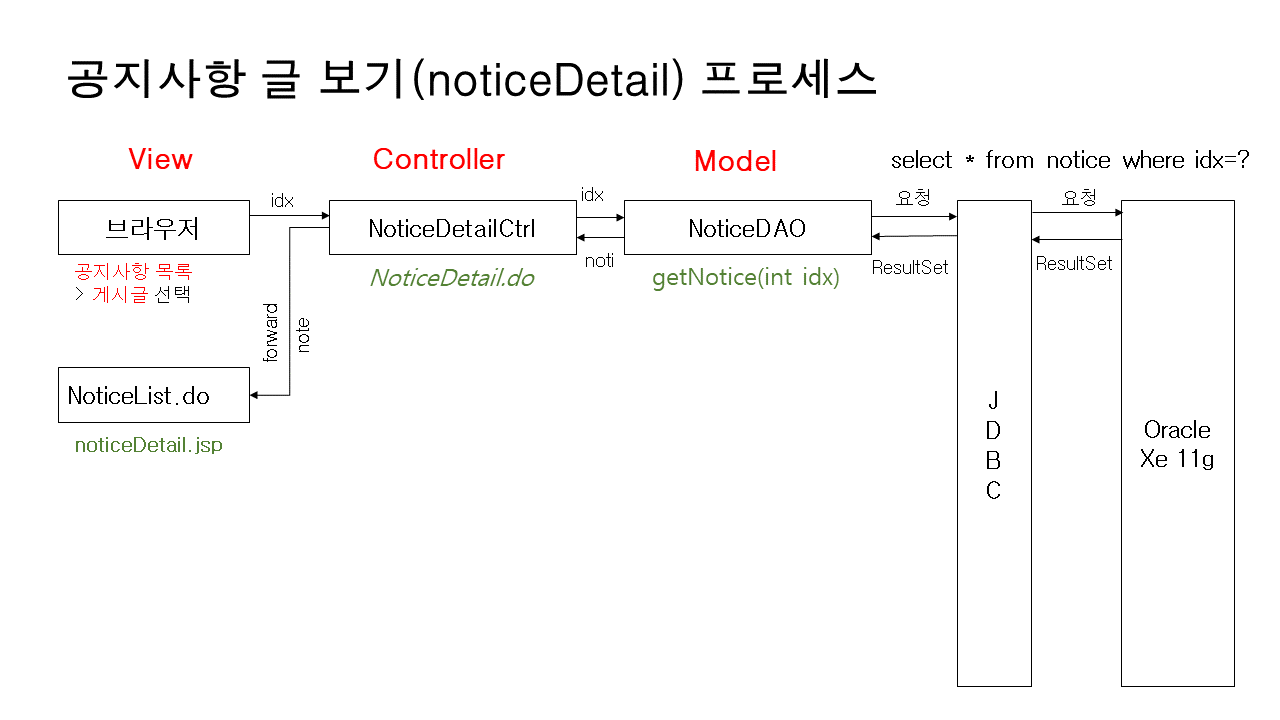 공지사항 글 보기(noticeDetail) 프로세스
View
Controller
Model
select * from notice where idx=?
브라우저
idx
NoticeDetailCtrl
idx
noti
NoticeDAO
요청
ResultSet
요청
ResultSet
공지사항 목록
> 게시글 선택
NoticeDetail.do
getNotice(int idx)
forward
note
NoticeList.do
noticeDetail.jsp
J
D
B
C
Oracle
Xe 11g